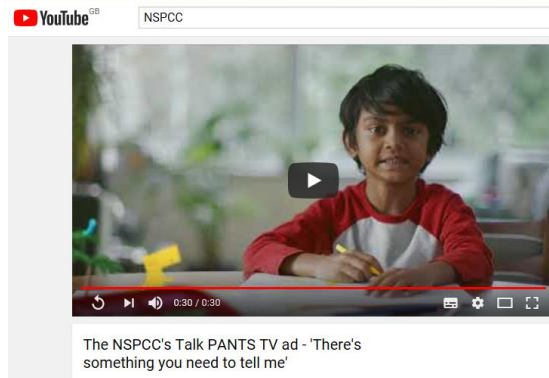 YouTube GB
NSPCC
0:30 / 0:30
The NSPCC's Talk PANTS TV ad - 'There's
something you need to tell me'